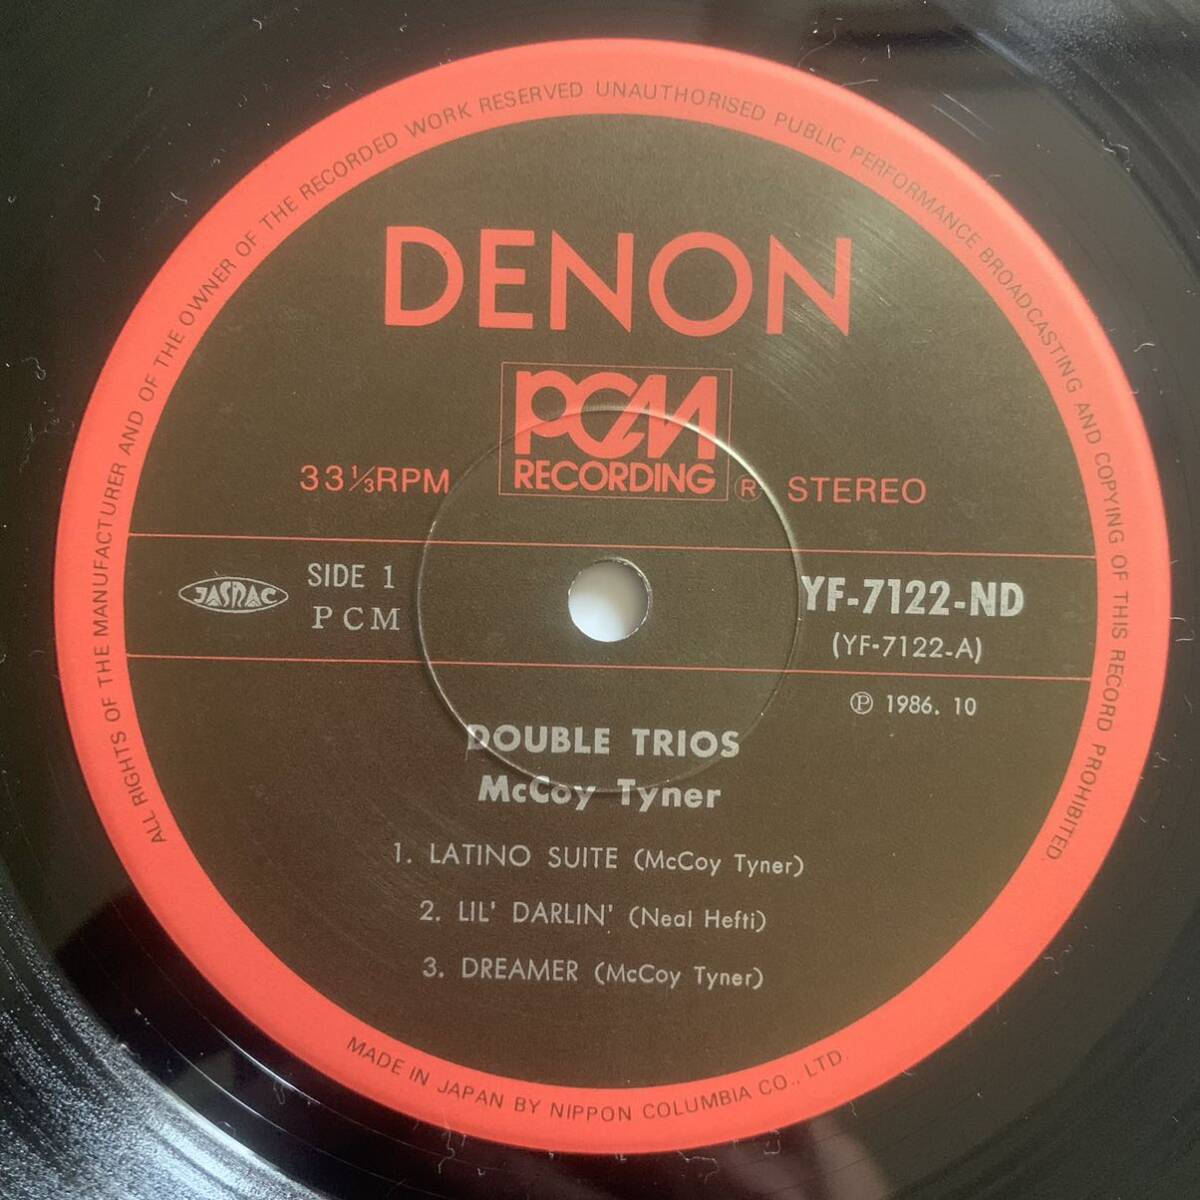 ALL RIGHTS OF THE MANUFACTURER AND OF THE OWNER OF THE RECORDED WORK RESERVED UNAUTHORISED PUBLIC PERFORMANCE BROADCASTING AND COPYING OF THIS RECORD PROHIBITED.
DENON
PCM
RECORDING
33⅓RPM ® STEREO
JASRAC
SIDE 1
PCM
YF-7122-ND
(YF-7122-A)
℗ 1986. 10
DOUBLE TRIOS
McCoy Tyner
1. LATINO SUITE (McCoy Tyner)
2. LIL' DARLIN' (Neal Hefti)
3. DREAMER (McCoy Tyner)
MADE IN JAPAN BY NIPPON COLUMBIA CO., LTD.